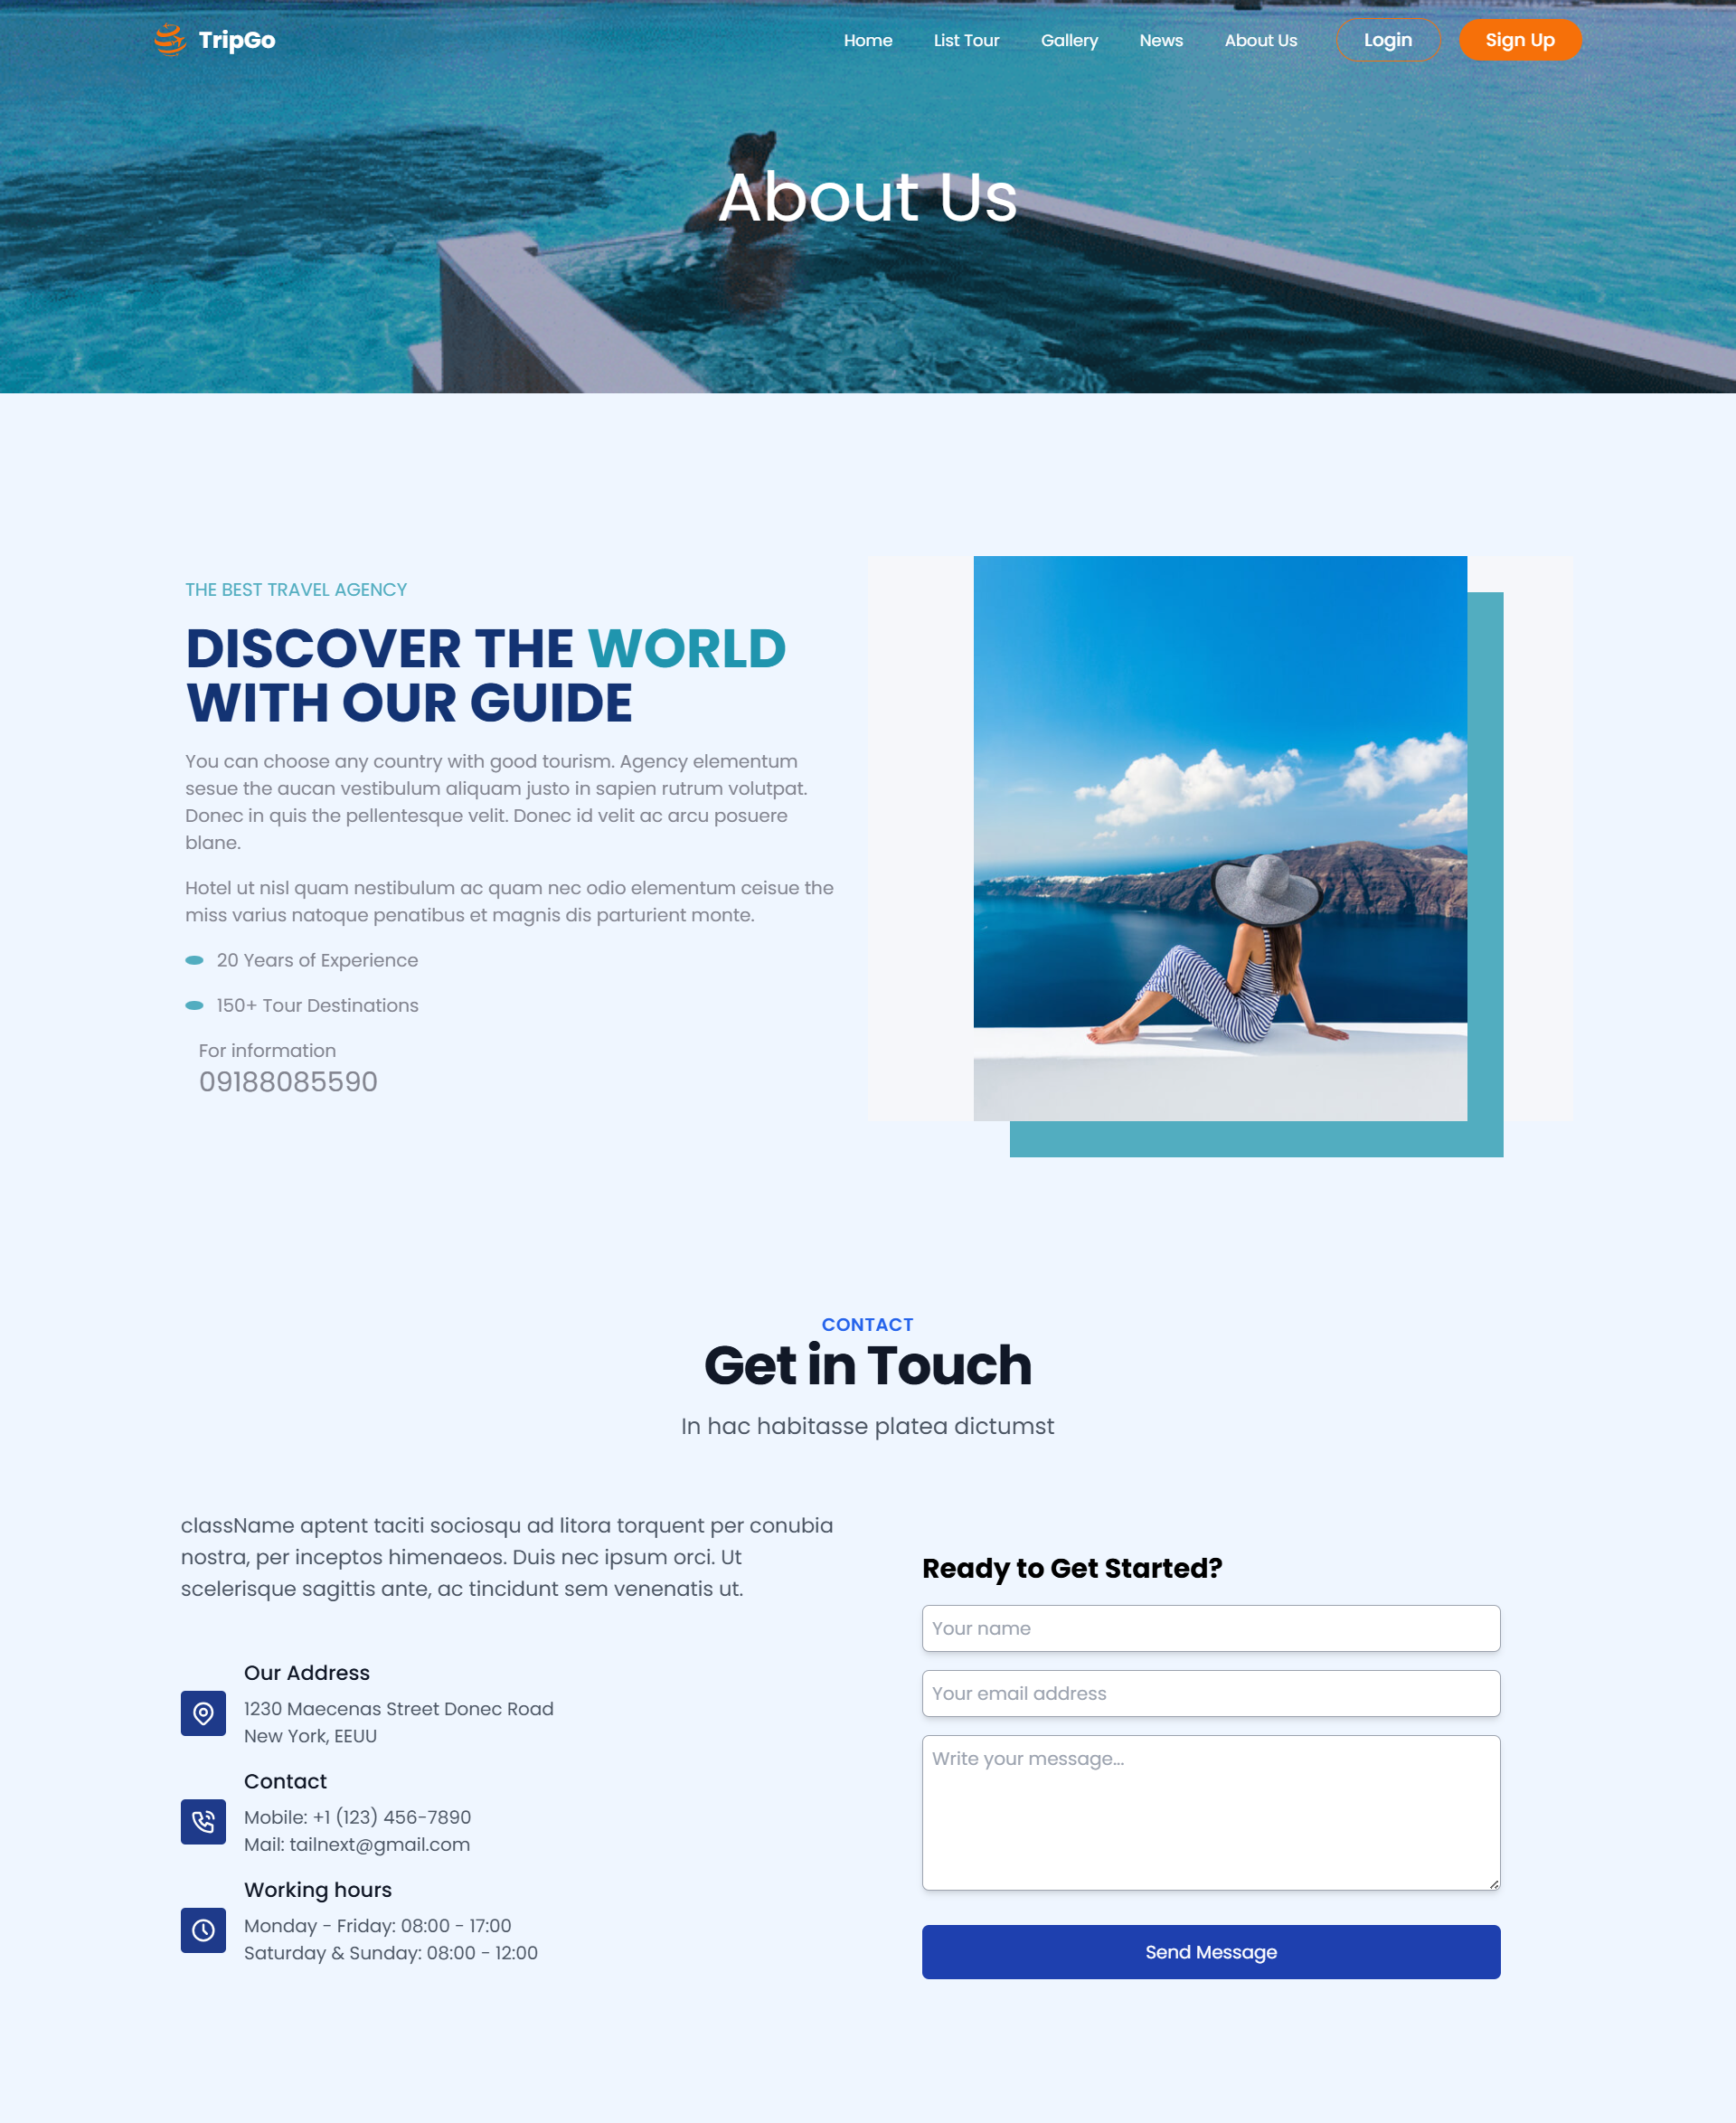 TripGo
Home
List Tour
Gallery
News
About Us
Login
Sign Up
About Us
THE BEST TRAVEL AGENCY
DISCOVER THE WORLD
WITH OUR GUIDE
You can choose any country with good tourism. Agency elementum
sesue the aucan vestibulum aliquam justo in sapien rutrum volutpat.
Donec in quis the pellentesque velit. Donec id velit ac arcu posuere
blane.
Hotel ut nisl quam nestibulum ac quam nec odio elementum ceisue the
miss varius natoque penatibus et magnis dis parturient monte.
20 Years of Experience
150+ Tour Destinations
For information
09188085590
CONTACT
Get in Touch
In hac habitasse platea dictumst
className aptent taciti sociosqu ad litora torquent per conubia
nostra, per inceptos himenaeos. Duis nec ipsum orci. Ut
scelerisque sagittis ante, ac tincidunt sem venenatis ut.
Our Address
1230 Maecenas Street Donec Road
New York, EEUU
Contact
Mobile: +1 (123) 456-7890
Mail: tailnext@gmail.com
Working hours
Monday - Friday: 08:00 - 17:00
Saturday & Sunday: 08:00 - 12:00
Ready to Get Started?
Your name
Your email address
Write your message...
Send Message